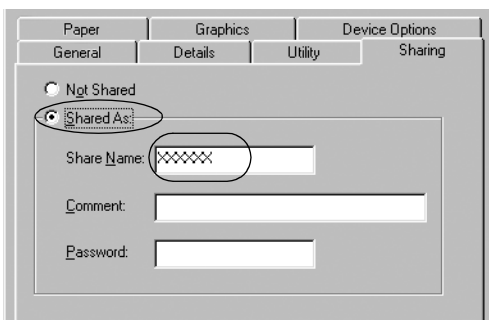 Paper Graphics Device Options
General Details Utility Sharing
Not Shared
Shared As:
Share Name: XXXXXX
Comment:
Password: